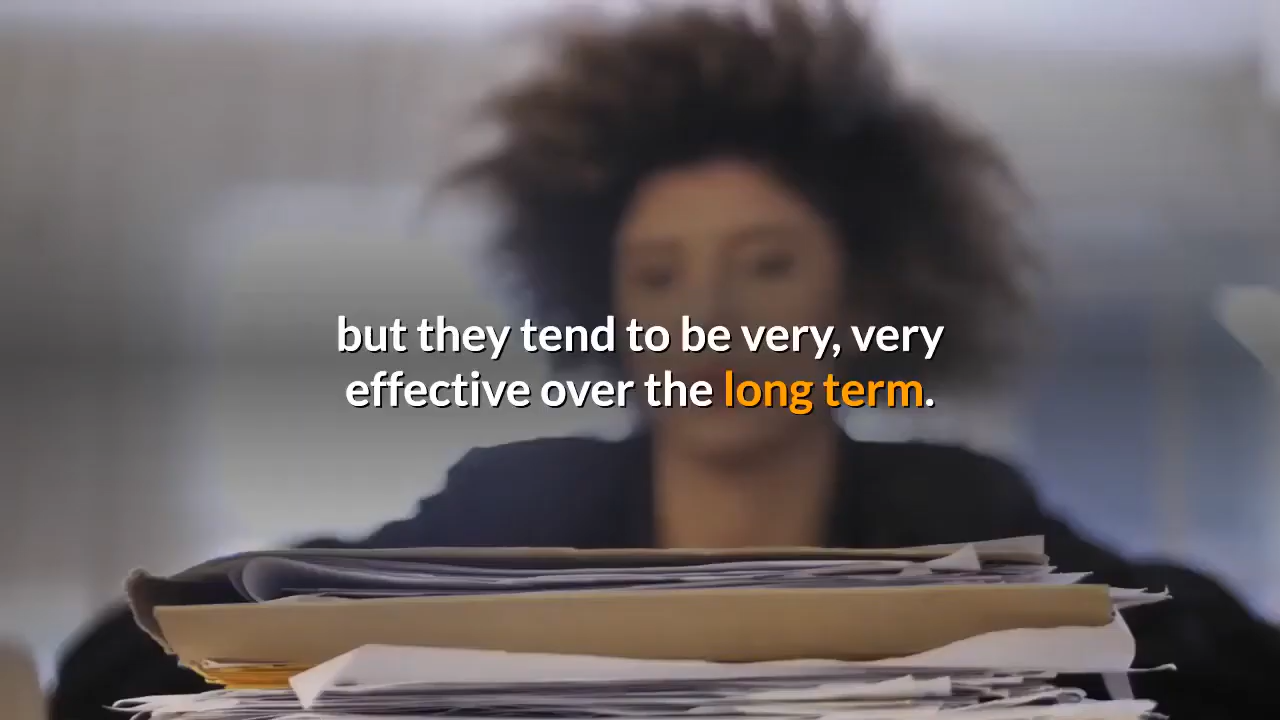 but they tend to be very, very
effective over the long term.